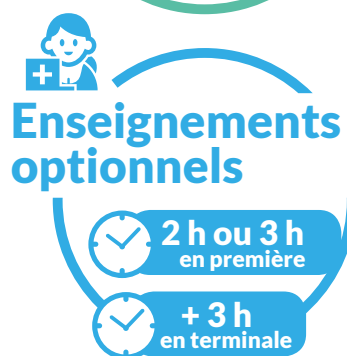 Enseignements
optionnels
2 h ou 3 h
en première
+ 3 h
en terminale